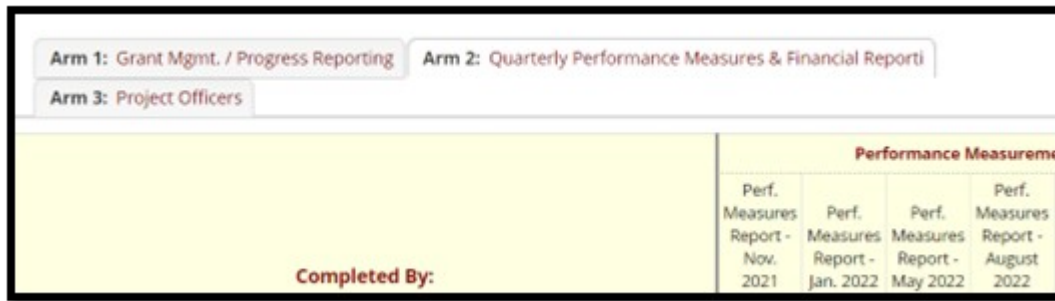 Arm 1: Grant Mgmt. / Progress Reporting
Arm 2: Quarterly Performance Measures & Financial Reporti
Arm 3: Project Officers
Performance Measureme
Completed By:
Perf.
Measures
Report -
Nov.
2021
Perf.
Measures
Report -
Jan. 2022
Perf.
Measures
Report -
May 2022
Perf.
Measures
Report -
August
2022